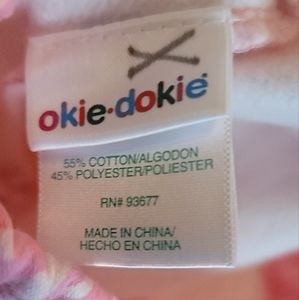 okie·dokie
55% COTTON/ALGODON
45% POLYESTER/POLIESTER
RN# 93677
MADE IN CHINA/
HECHO EN CHINA